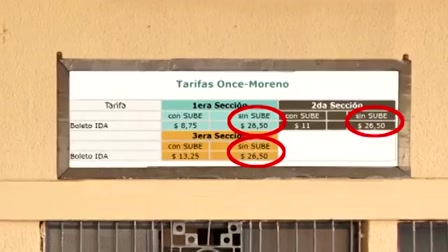 Tarifas Once-Moreno
Tarifa 1era Sección 2da Sección
con SUBE sin SUBE con SUBE sin SUBE
Boleto IDA $ 8,75 $ 26,50 $ 11 $ 26,50
3era Sección
con SUBE sin SUBE
Boleto IDA $ 13,25 $ 26,50